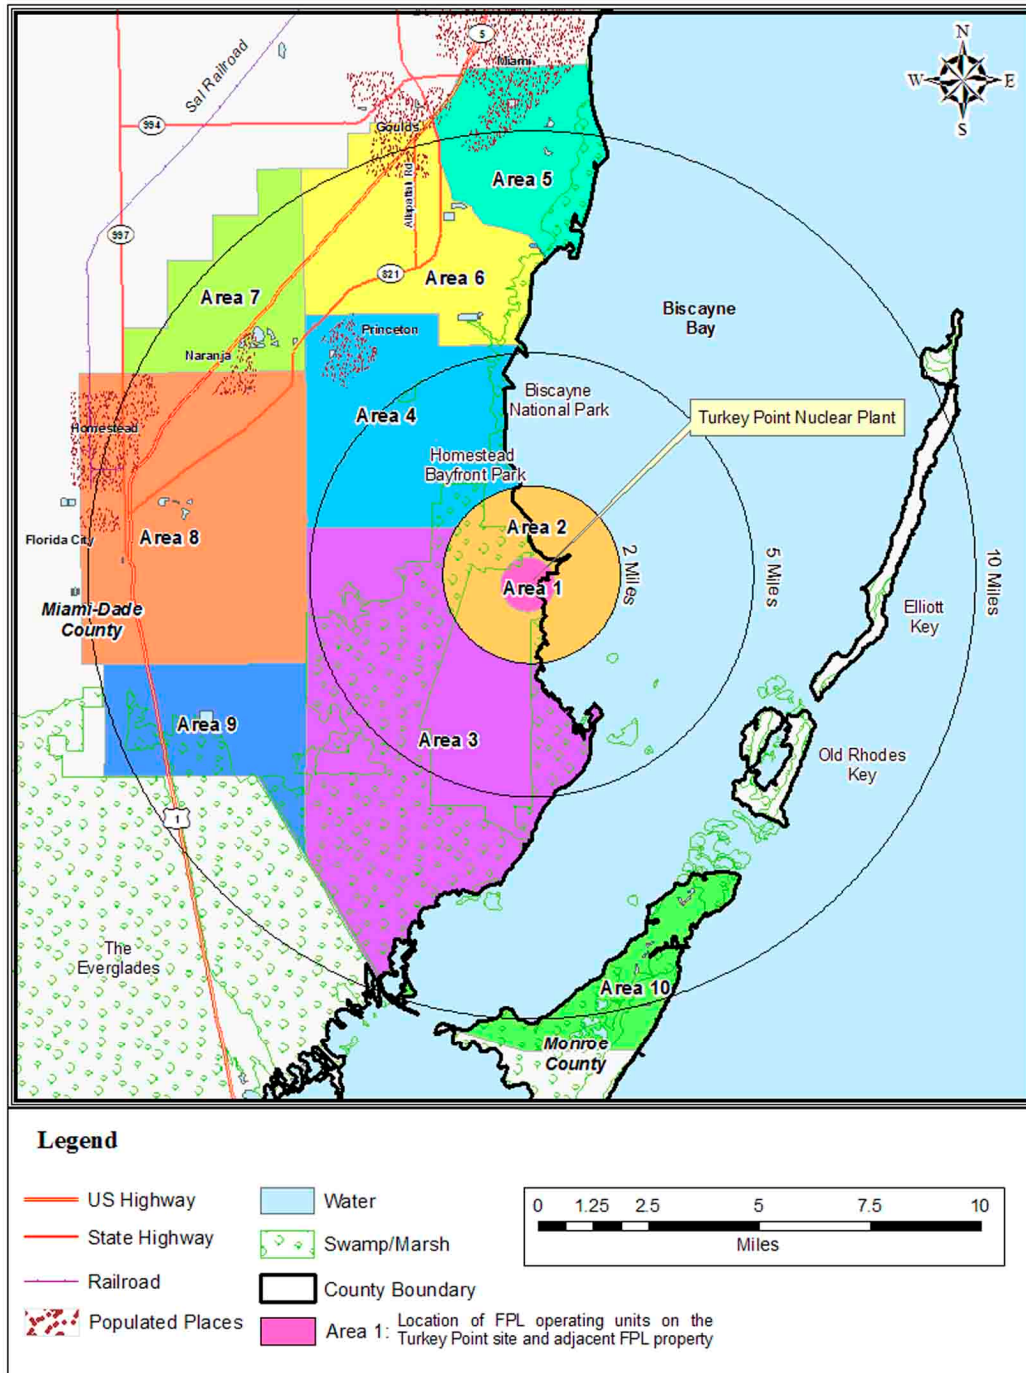 N
W
E
S
5
Miami
Sal Railroad
994
Goulds
Allapattah Rd
Area 5
997
821
Area 6
Area 7
Biscayne
Bay
Princeton
Naranja
Biscayne
National Park
Turkey Point Nuclear Plant
Area 4
Homestead
Homestead
Bayfront Park
Area 2
Area 8
Florida City
2 Miles
5 Miles
10 Miles
Area 1
Miami-Dade
County
Elliott
Key
Area 9
Area 3
Old Rhodes
Key
1
The
Everglades
Area 10
Monroe
County
Legend
US Highway
State Highway
Railroad
Populated Places
Water
Swamp/Marsh
County Boundary
Area 1: Location of FPL operating units on the
Turkey Point site and adjacent FPL property
0 1.25 2.5 5 7.5 10
Miles